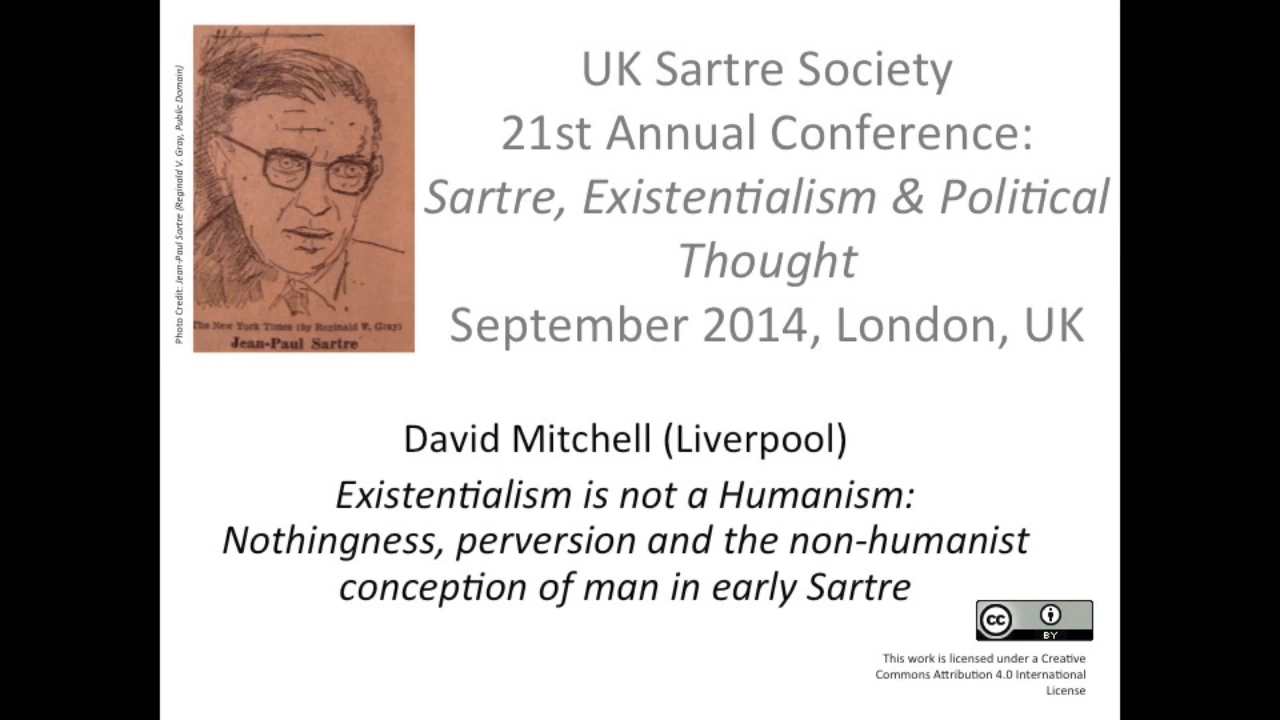 Photo Credit: Jean-Paul Sartre (Reginald V. Gray, Public Domain)
The New York Times (by Reginald V. Gray)
Jean-Paul Sartre
UK Sartre Society
21st Annual Conference:
Sartre, Existentialism & Political
Thought
September 2014, London, UK
David Mitchell (Liverpool)
Existentialism is not a Humanism:
Nothingness, perversion and the non-humanist
conception of man in early Sartre
cc
BY
This work is licensed under a Creative
Commons Attribution 4.0 International
License